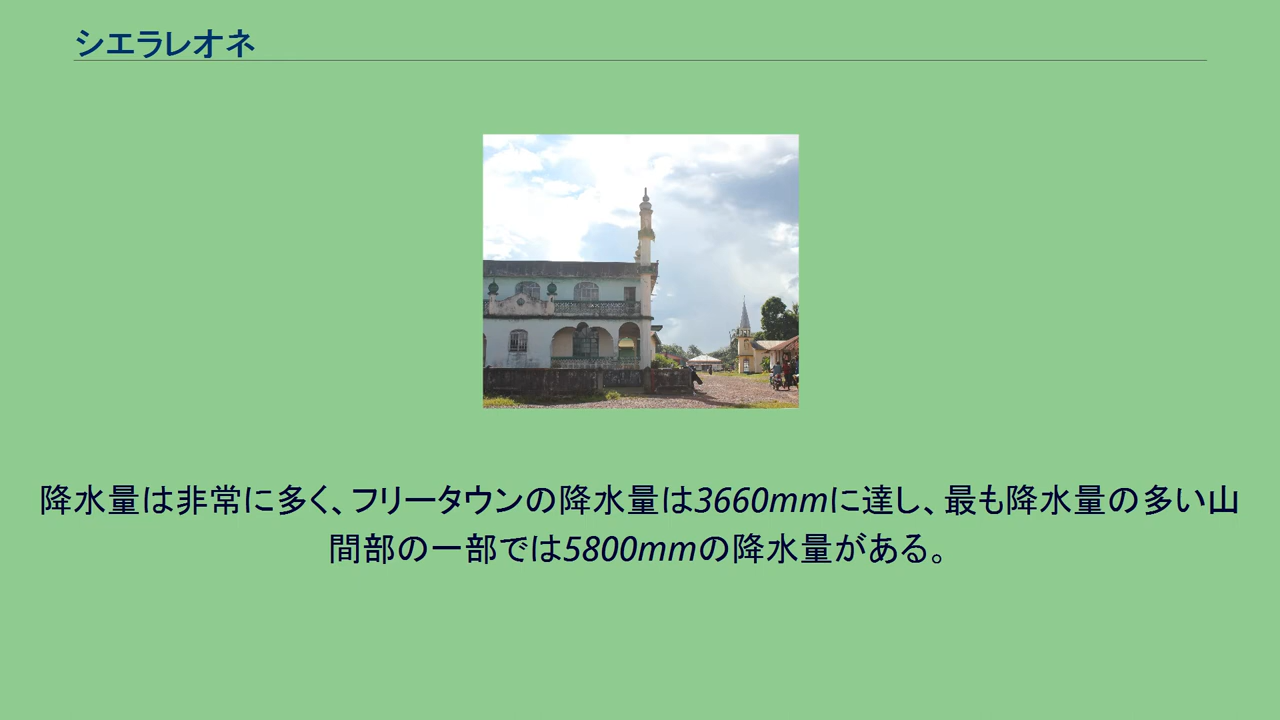 シエラレオネ
降水量は非常に多く、フリータウンの降水量は3660mmに達し、最も降水量の多い山
間部の一部では5800mmの降水量がある。